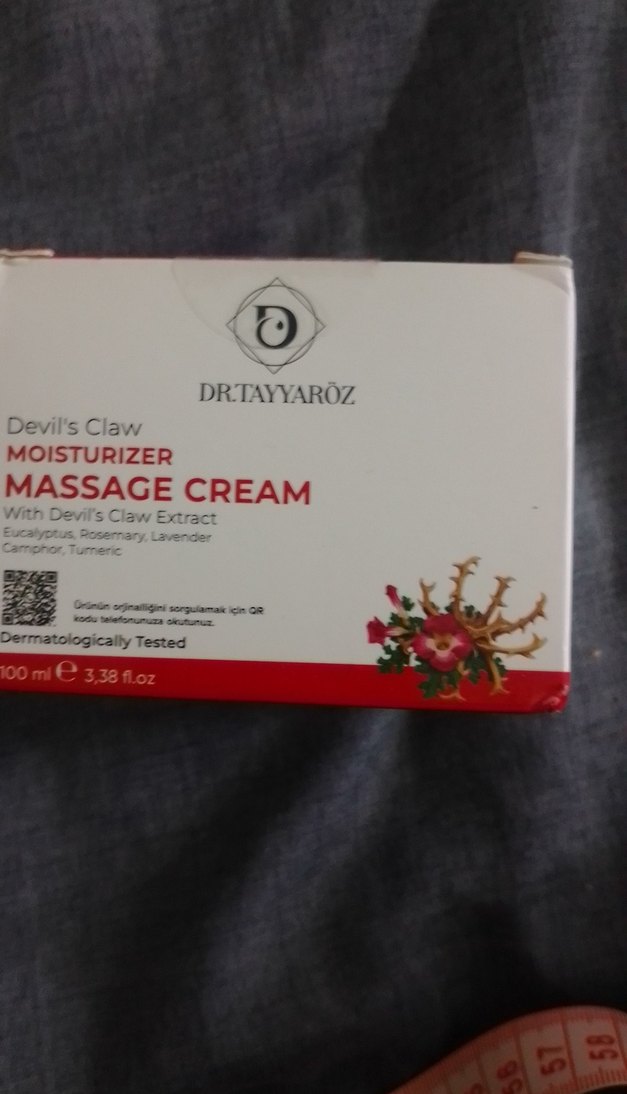 D
DR.TAYYARÖZ
Devil's Claw
MOISTURIZER
MASSAGE CREAM
With Devil's Claw Extract
Eucalyptus, Rosemary, Lavender
Camphor, Tumeric
Ürünün orjinalliğini sorgulamak için QR
kodu telefonunuza okutunuz.
Dermatologically Tested
100 ml ℮ 3,38 fl.oz
56 57 58